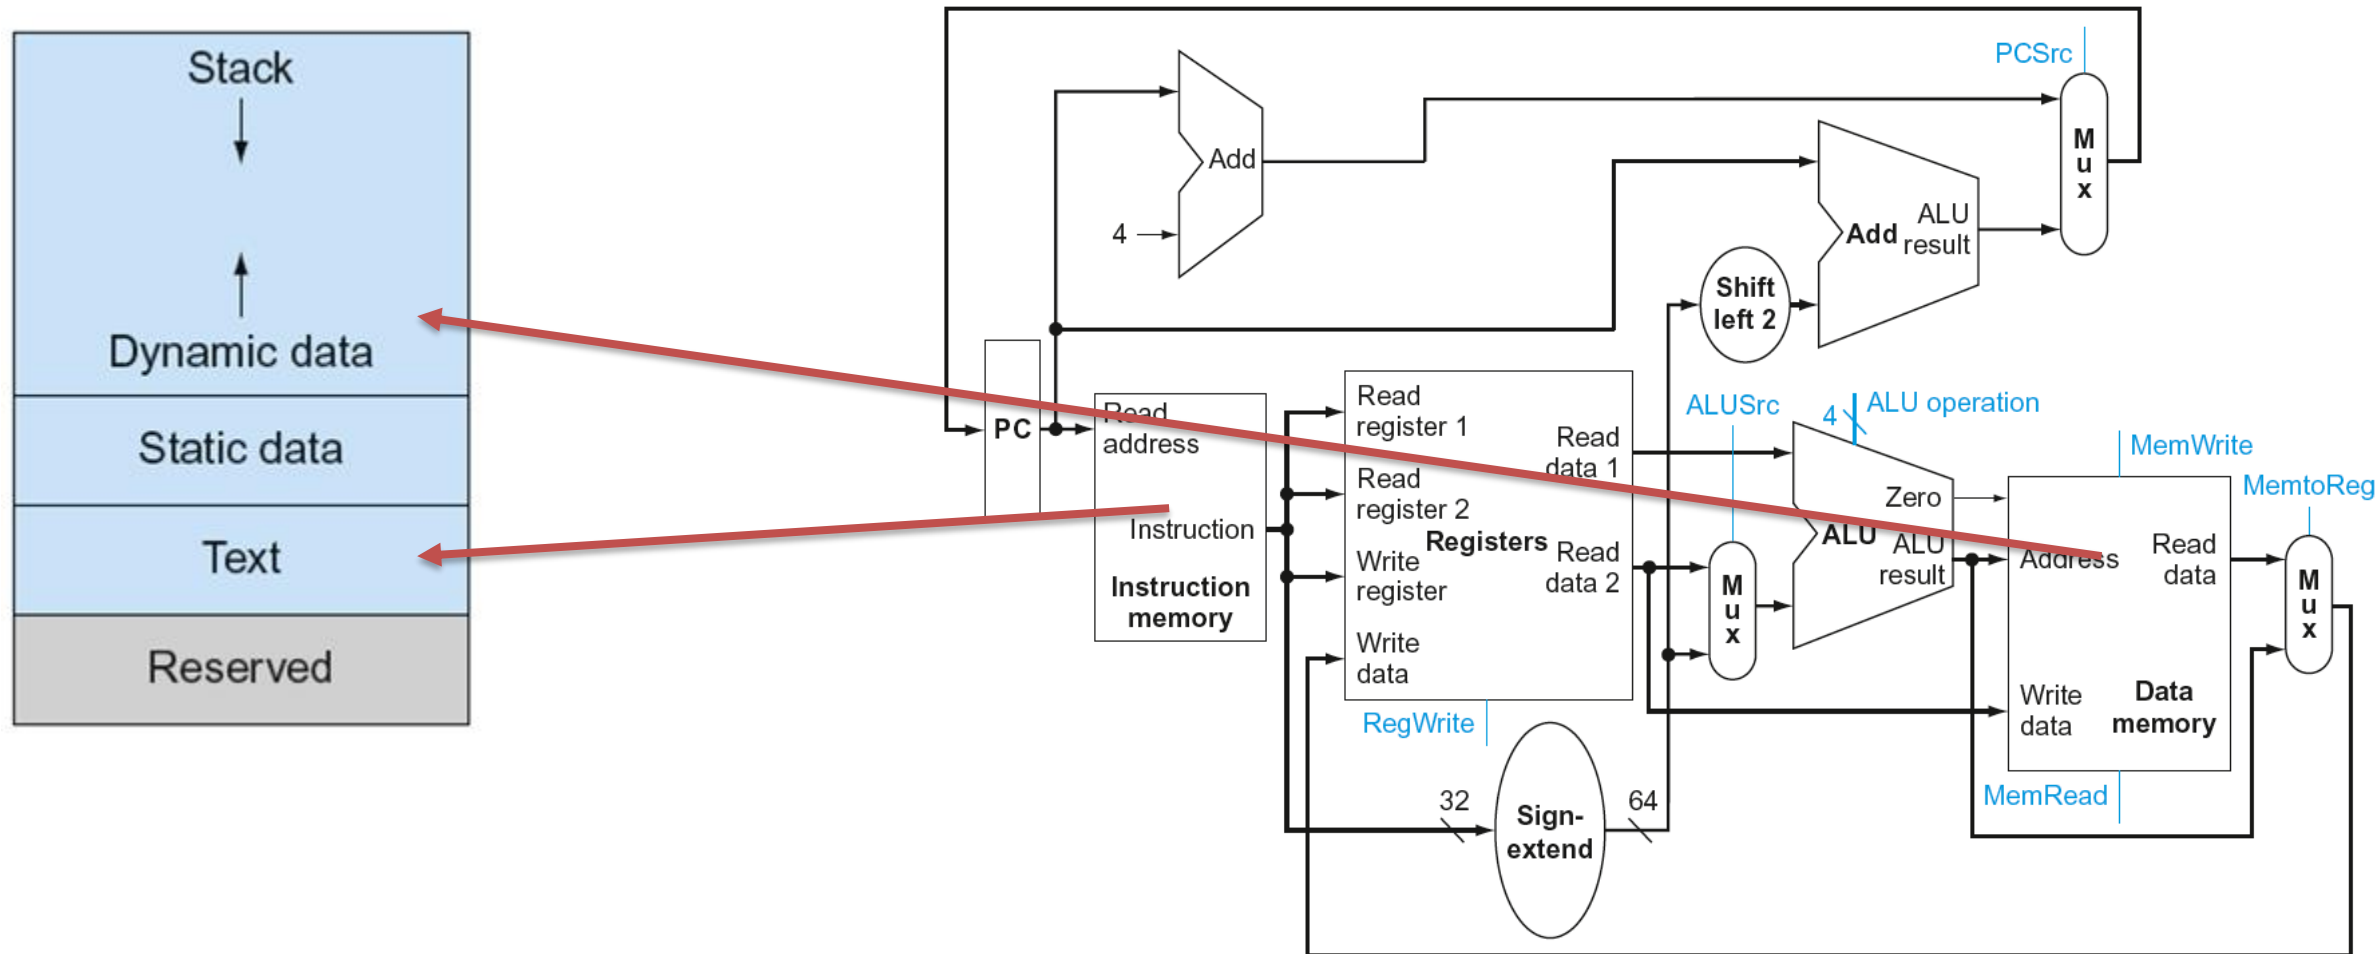 Stack
Dynamic data
Static data
Text
Reserved
PCSrc
Add
4
M
u
x
Add
ALU
result
Shift
left 2
PC
Read
address
Instruction
Instruction
memory
Read
register 1
Read
register 2
Write
register
Write
data
Registers
Read
data 1
Read
data 2
RegWrite
ALUSrc
M
u
x
4
ALU operation
Zero
ALU
ALU
result
MemWrite
MemtoReg
Address
Read
data
Write
data
Data
memory
MemRead
M
u
x
32
Sign-
extend
64